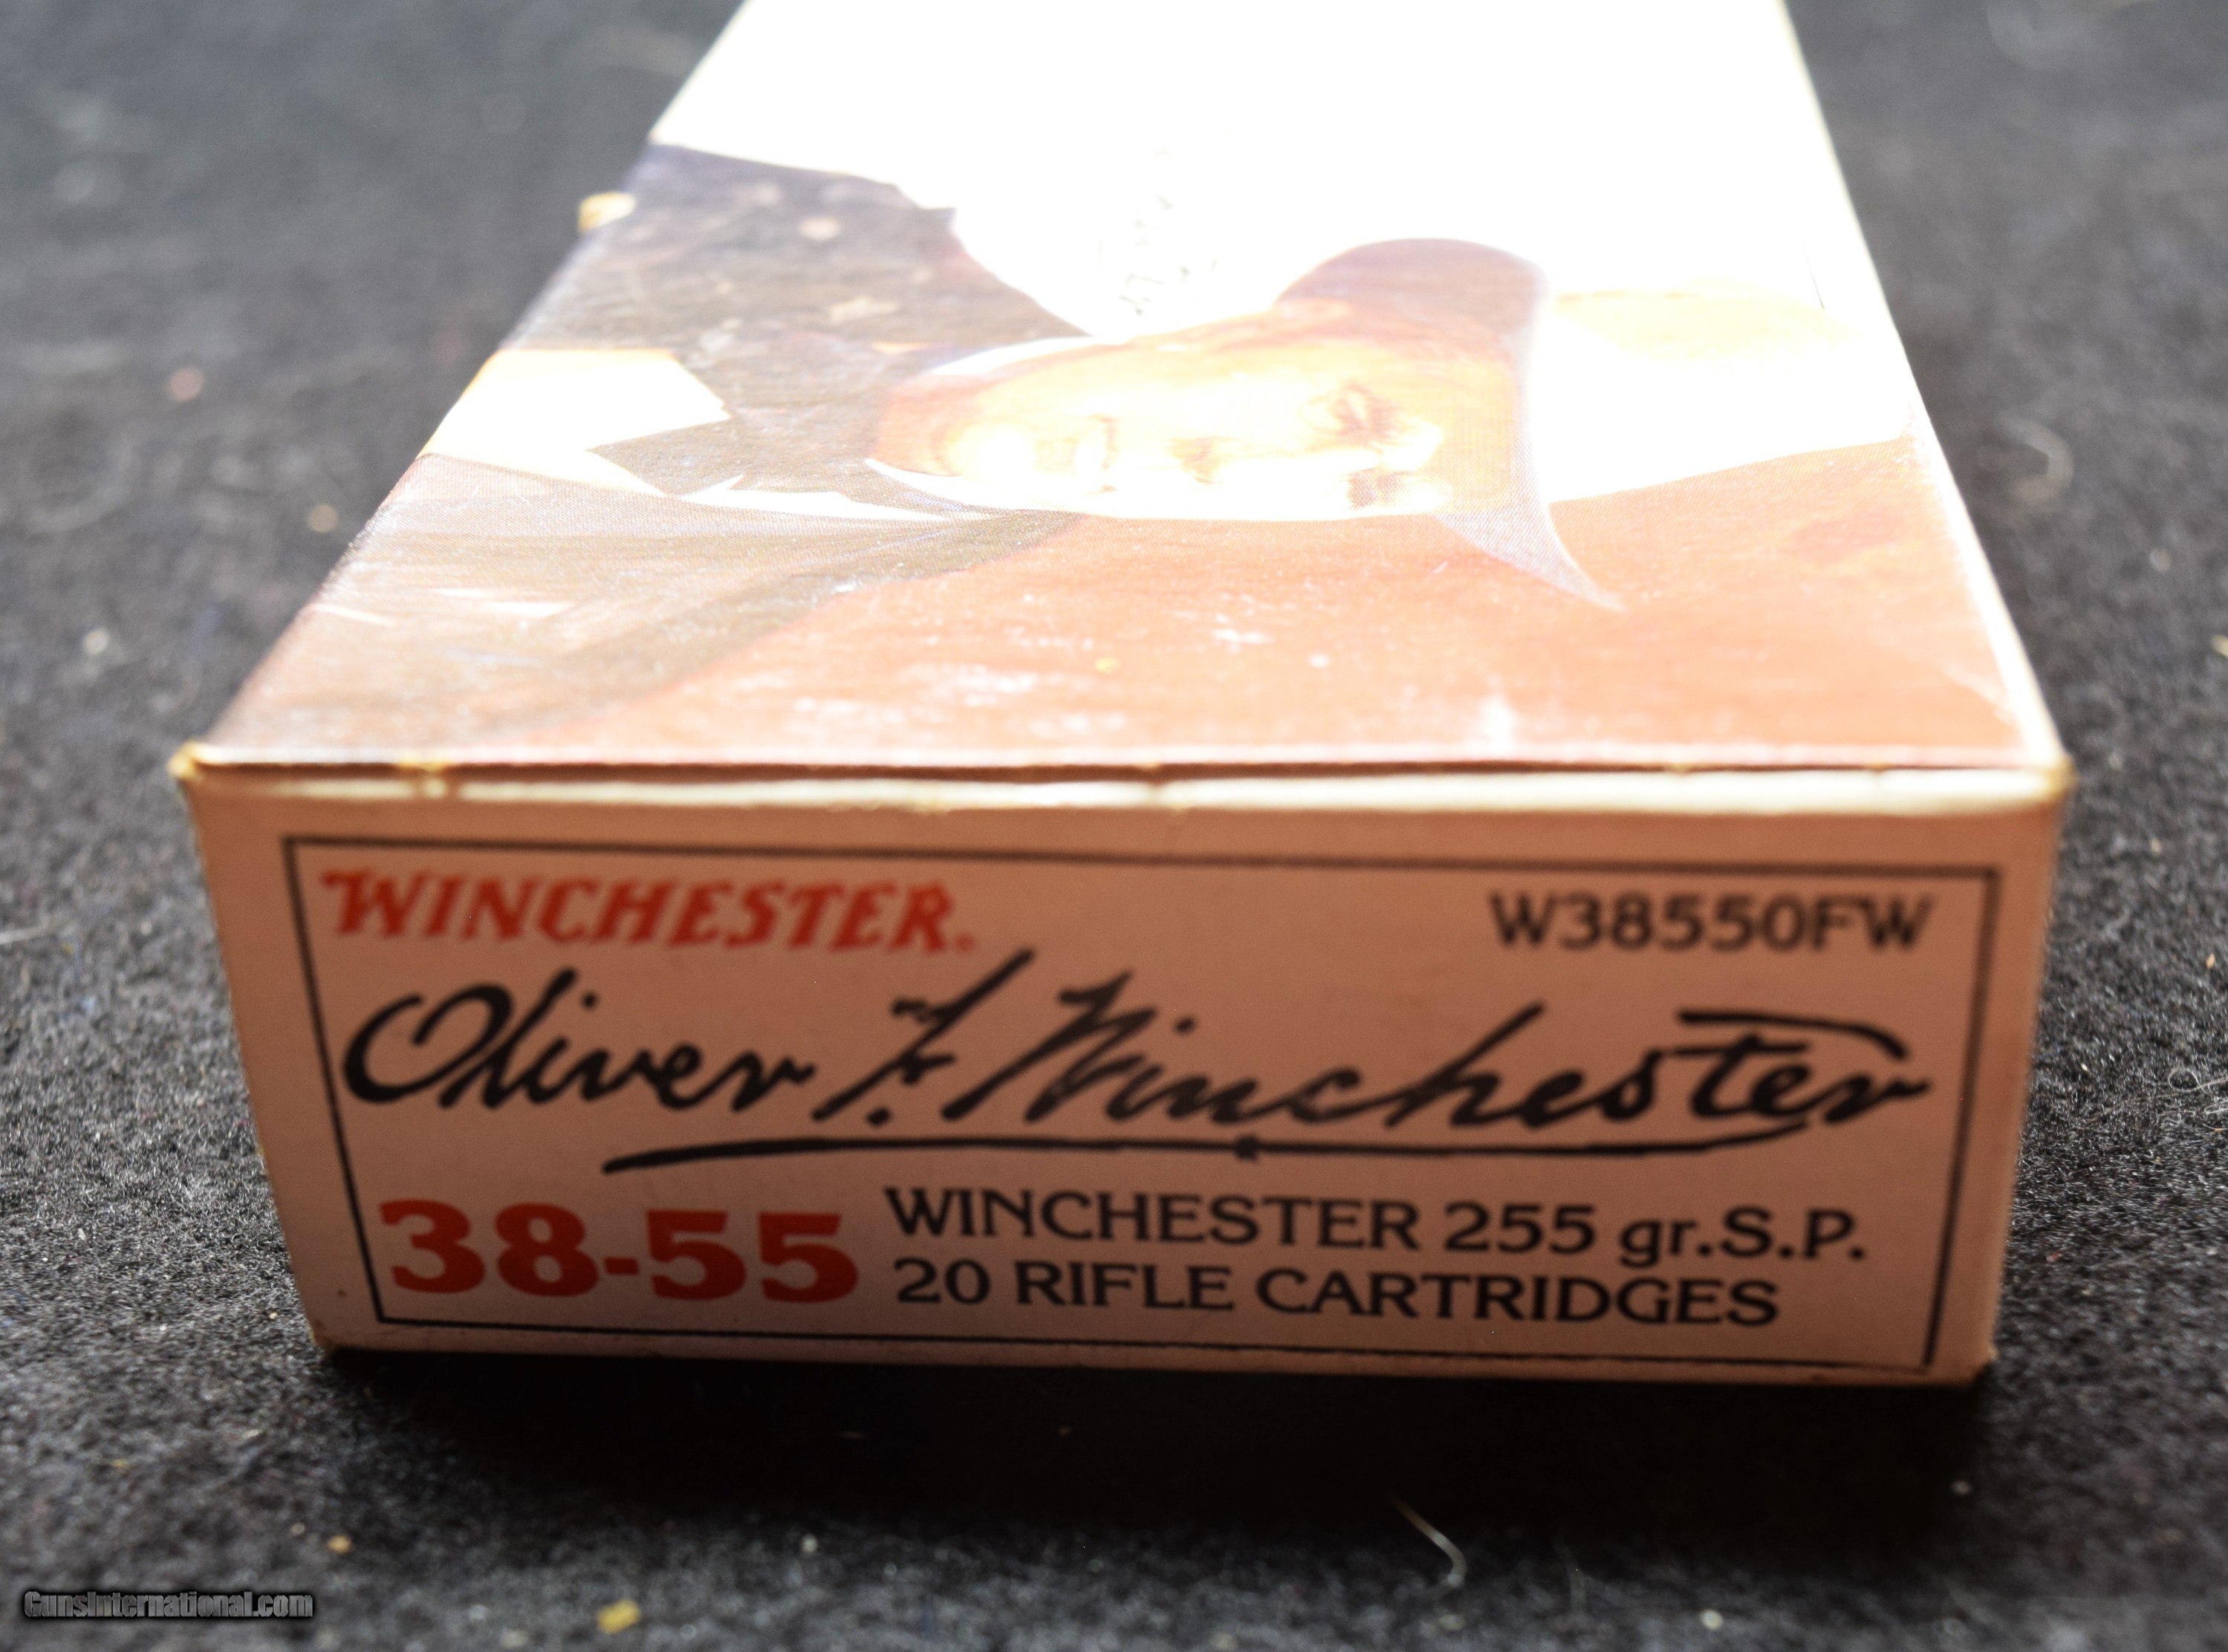 WINCHESTER®
W38550FW
Oliver F. Winchester
38-55
WINCHESTER 255 gr.S.P.
20 RIFLE CARTRIDGES
GunsInternational.com